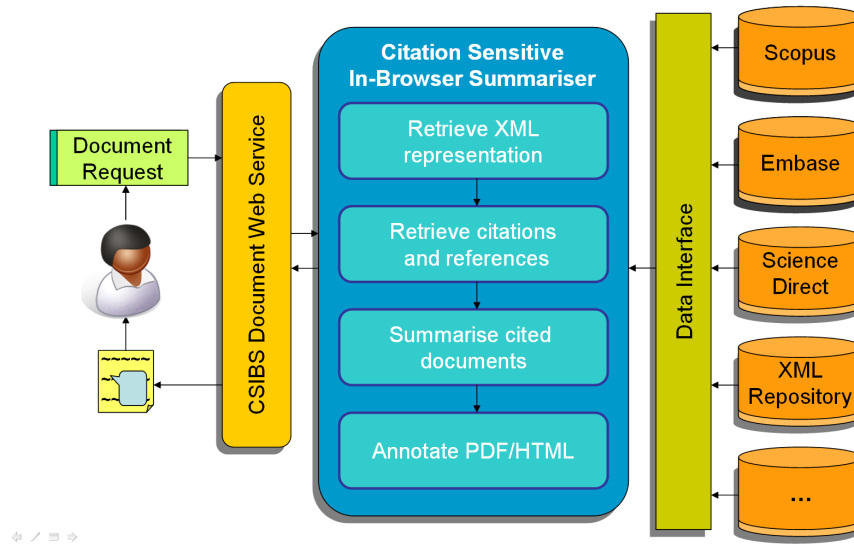 Document
Request
CSIBS Document Web Service
Citation Sensitive
In-Browser Summariser
Retrieve XML
representation
Retrieve citations
and references
Summarise cited
documents
Annotate PDF/HTML
Data Interface
Scopus
Embase
Science
Direct
XML
Repository
...